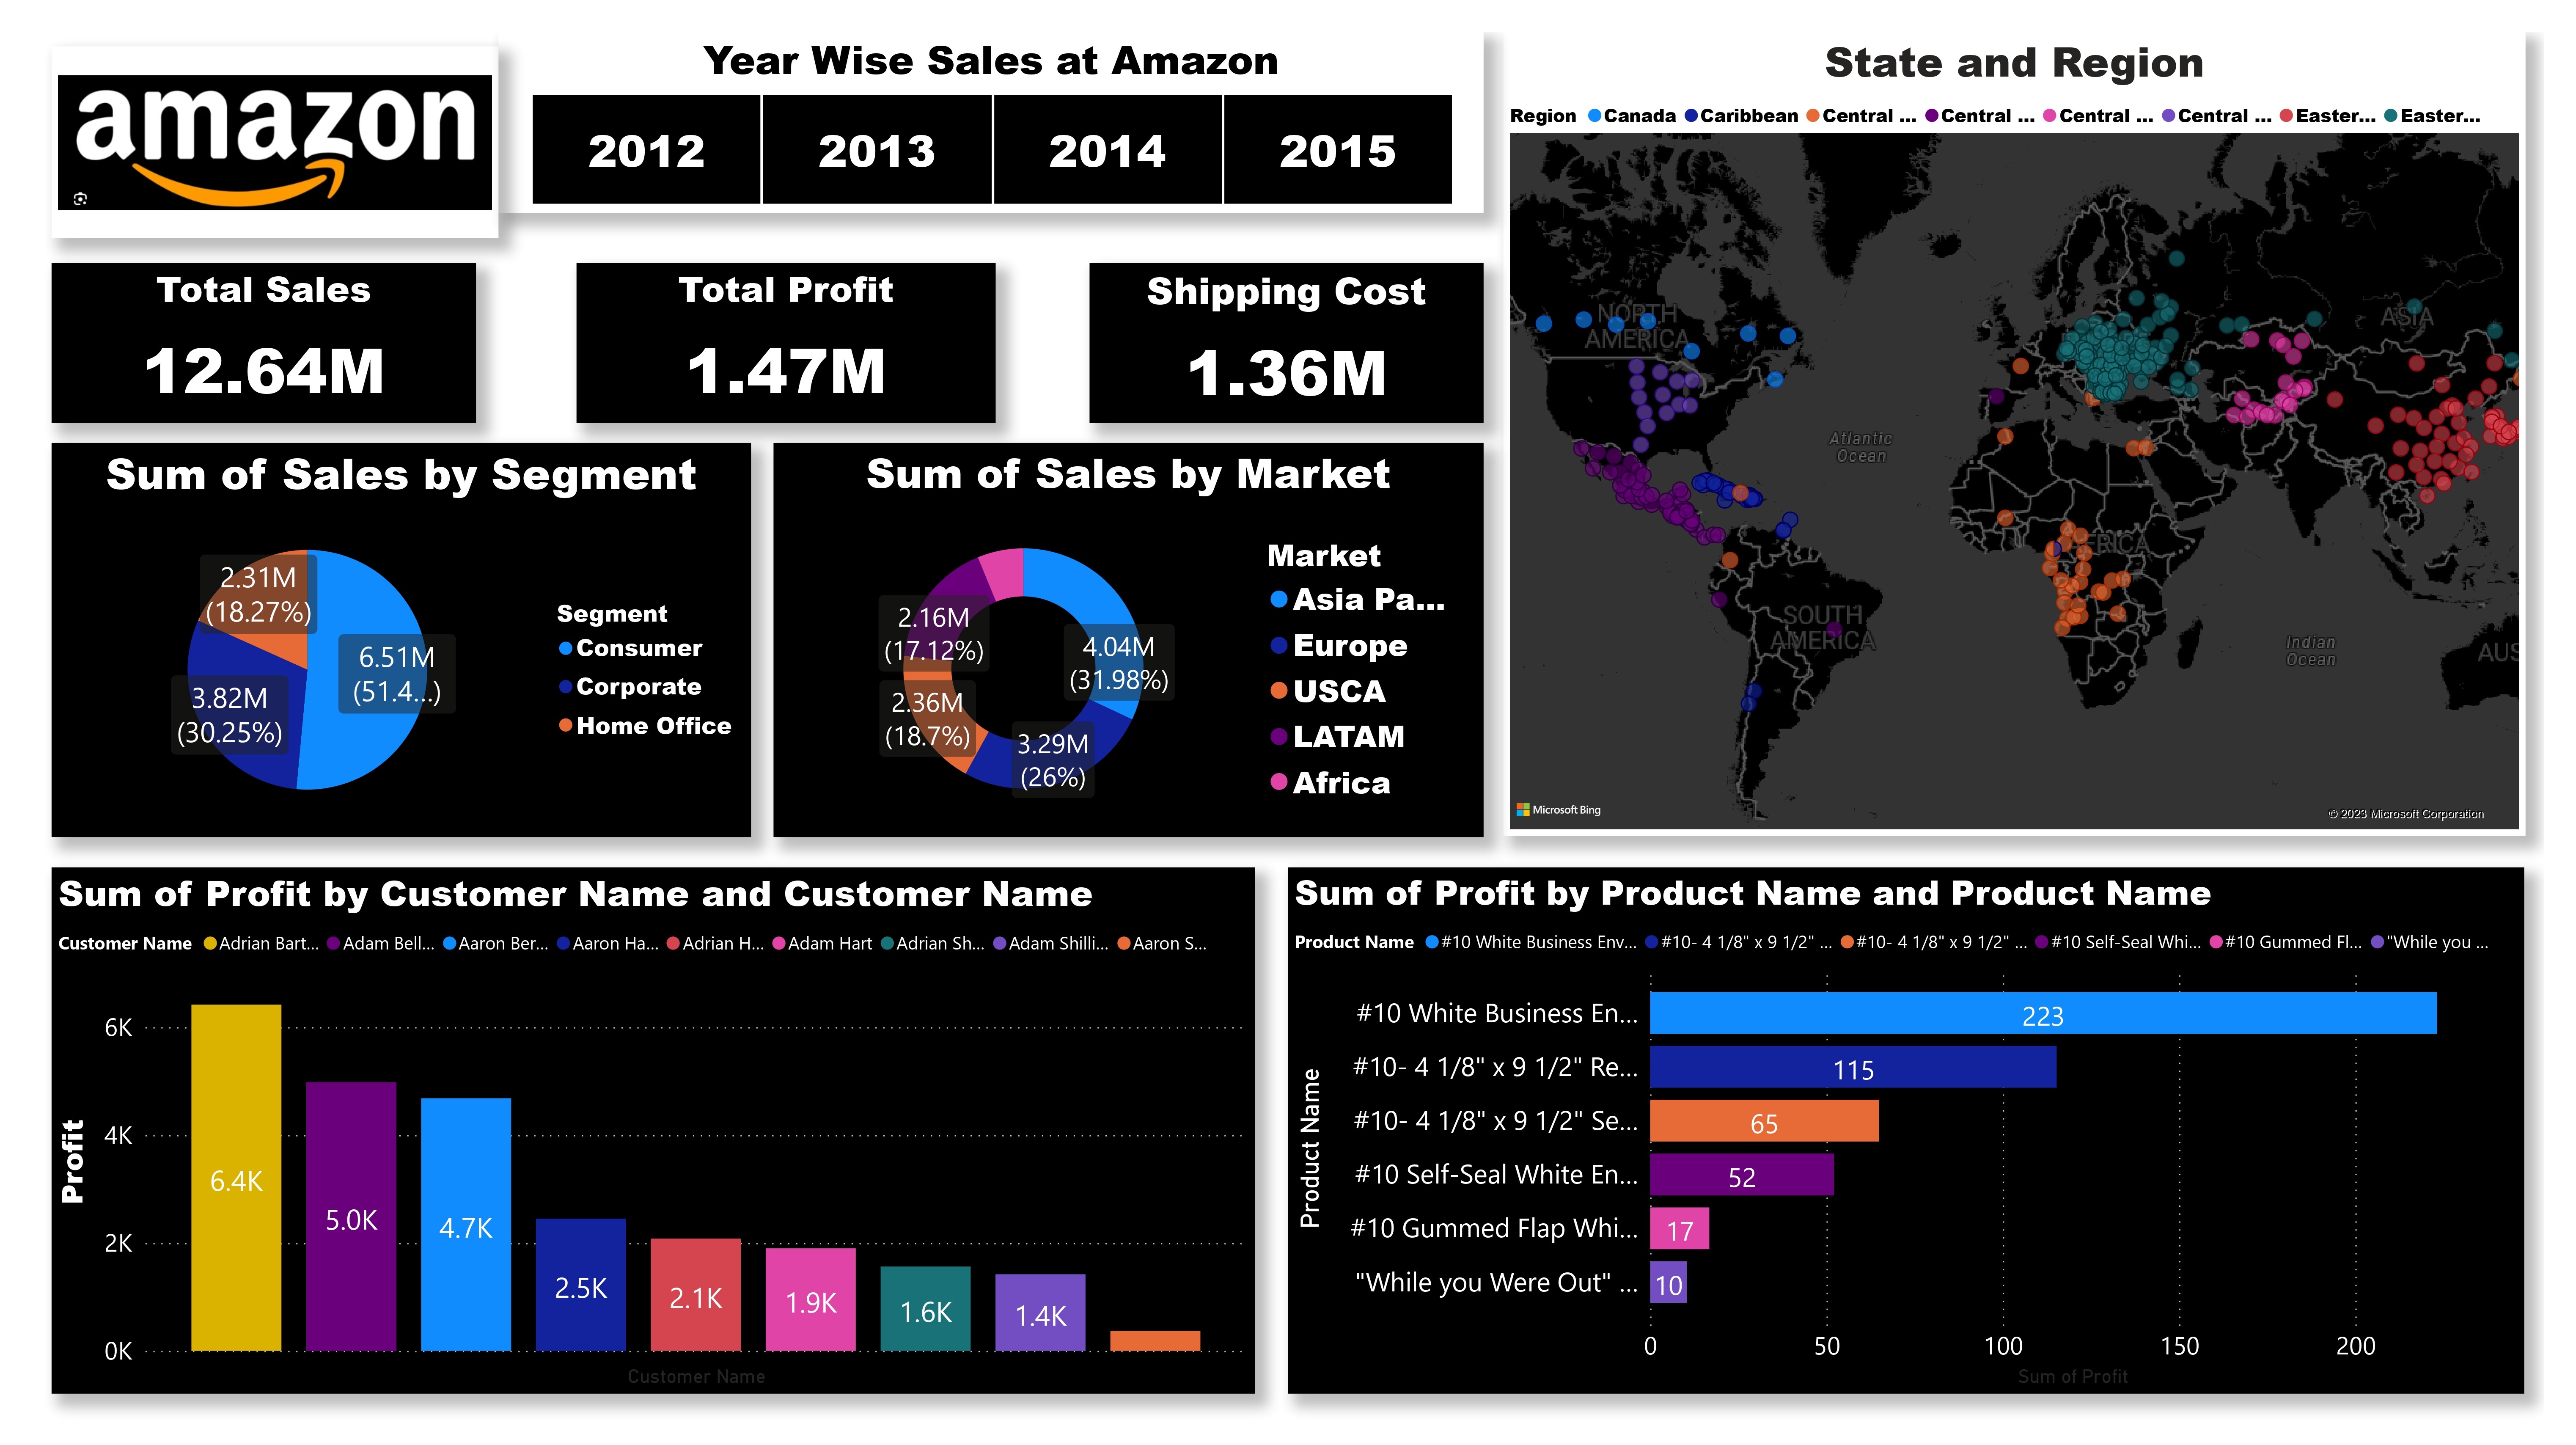 amazon
Year Wise Sales at Amazon
2012
2013
2014
2015
State and Region
Region Canada Caribbean Central ... Central ... Central ... Central ... Easter... Easter...
NORTH
AMERICA
ASIA
Atlantic
Ocean
AFRICA
SOUTH
AMERICA
Indian
Ocean
AUS
Microsoft Bing
© 2023 Microsoft Corporation
Total Sales
12.64M
Total Profit
1.47M
Shipping Cost
1.36M
Sum of Sales by Segment
2.31M
(18.27%)
6.51M
(51.4...)
3.82M
(30.25%)
Segment
Consumer
Corporate
Home Office
Sum of Sales by Market
2.16M
(17.12%)
4.04M
(31.98%)
2.36M
(18.7%)
3.29M
(26%)
Market
Asia Pa...
Europe
USCA
LATAM
Africa
Sum of Profit by Customer Name and Customer Name
Customer Name Adrian Bart... Adam Bell... Aaron Ber... Aaron Ha... Adrian H... Adam Hart Adrian Sh... Adam Shilli... Aaron S...
Profit
6K
4K
2K
0K
6.4K
5.0K
4.7K
2.5K
2.1K
1.9K
1.6K
1.4K
Customer Name
Sum of Profit by Product Name and Product Name
Product Name #10 White Business Env... #10- 4 1/8" x 9 1/2" ... #10- 4 1/8" x 9 1/2" ... #10 Self-Seal Whi... #10 Gummed Fl... "While you ...
Product Name
#10 White Business En... 223
#10- 4 1/8" x 9 1/2" Re... 115
#10- 4 1/8" x 9 1/2" Se... 65
#10 Self-Seal White En... 52
#10 Gummed Flap Whi... 17
"While you Were Out" ... 10
0 50 100 150 200
Sum of Profit